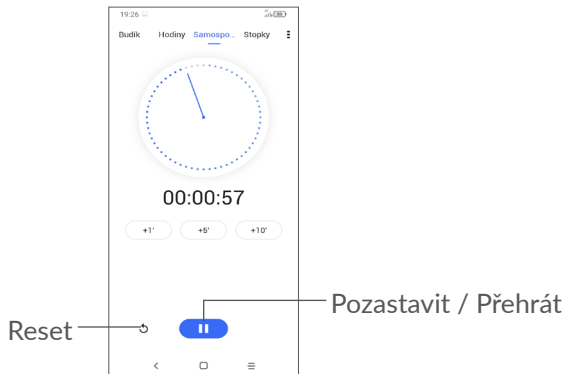 19:26
Budík Hodiny Samospo... Stopky
00:00:57
+1' +5' +10'
Pozastavit / Přehrát
Reset